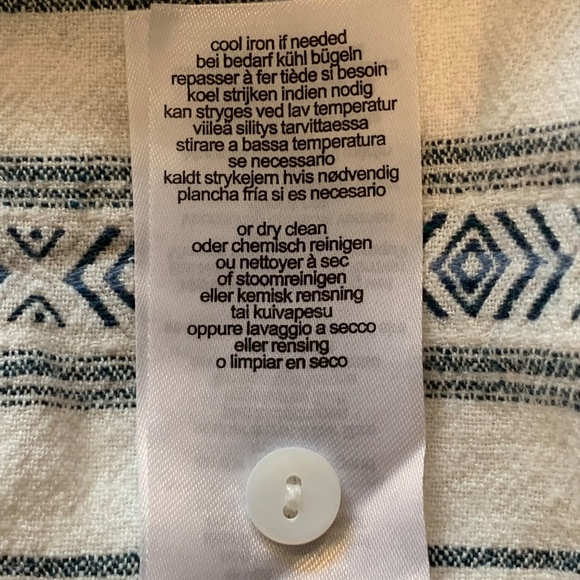 cool iron if needed
bei bedarf kühl bügeln
repasser à fer tiède si besoin
koel strijken indien nodig
kan stryges ved lav temperatur
viileä silitys tarvittaessa
stirare a bassa temperatura
se necessario
kaldt strykejern hvis nødvendig
plancha fría si es necesario
or dry clean
oder chemisch reinigen
ou nettoyer à sec
of stoomreinigen
eller kemisk rensning
tai kuivapesu
oppure lavaggio a secco
eller rensing
o limpiar en seco